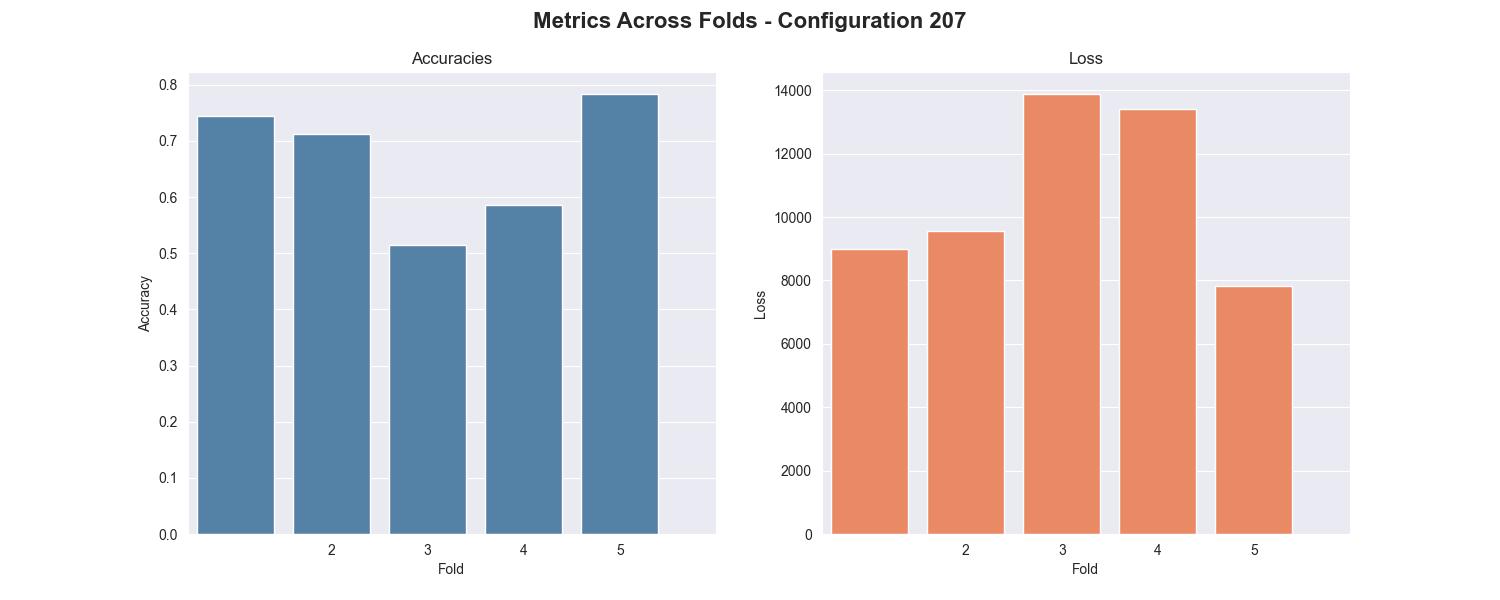 Metrics Across Folds - Configuration 207
Accuracies
0.8
0.7
0.6
0.5
0.4
0.3
0.2
0.1
0.0
Accuracy
2 3 4 5
Fold
Loss
14000
12000
10000
8000
6000
4000
2000
0
Loss
2 3 4 5
Fold